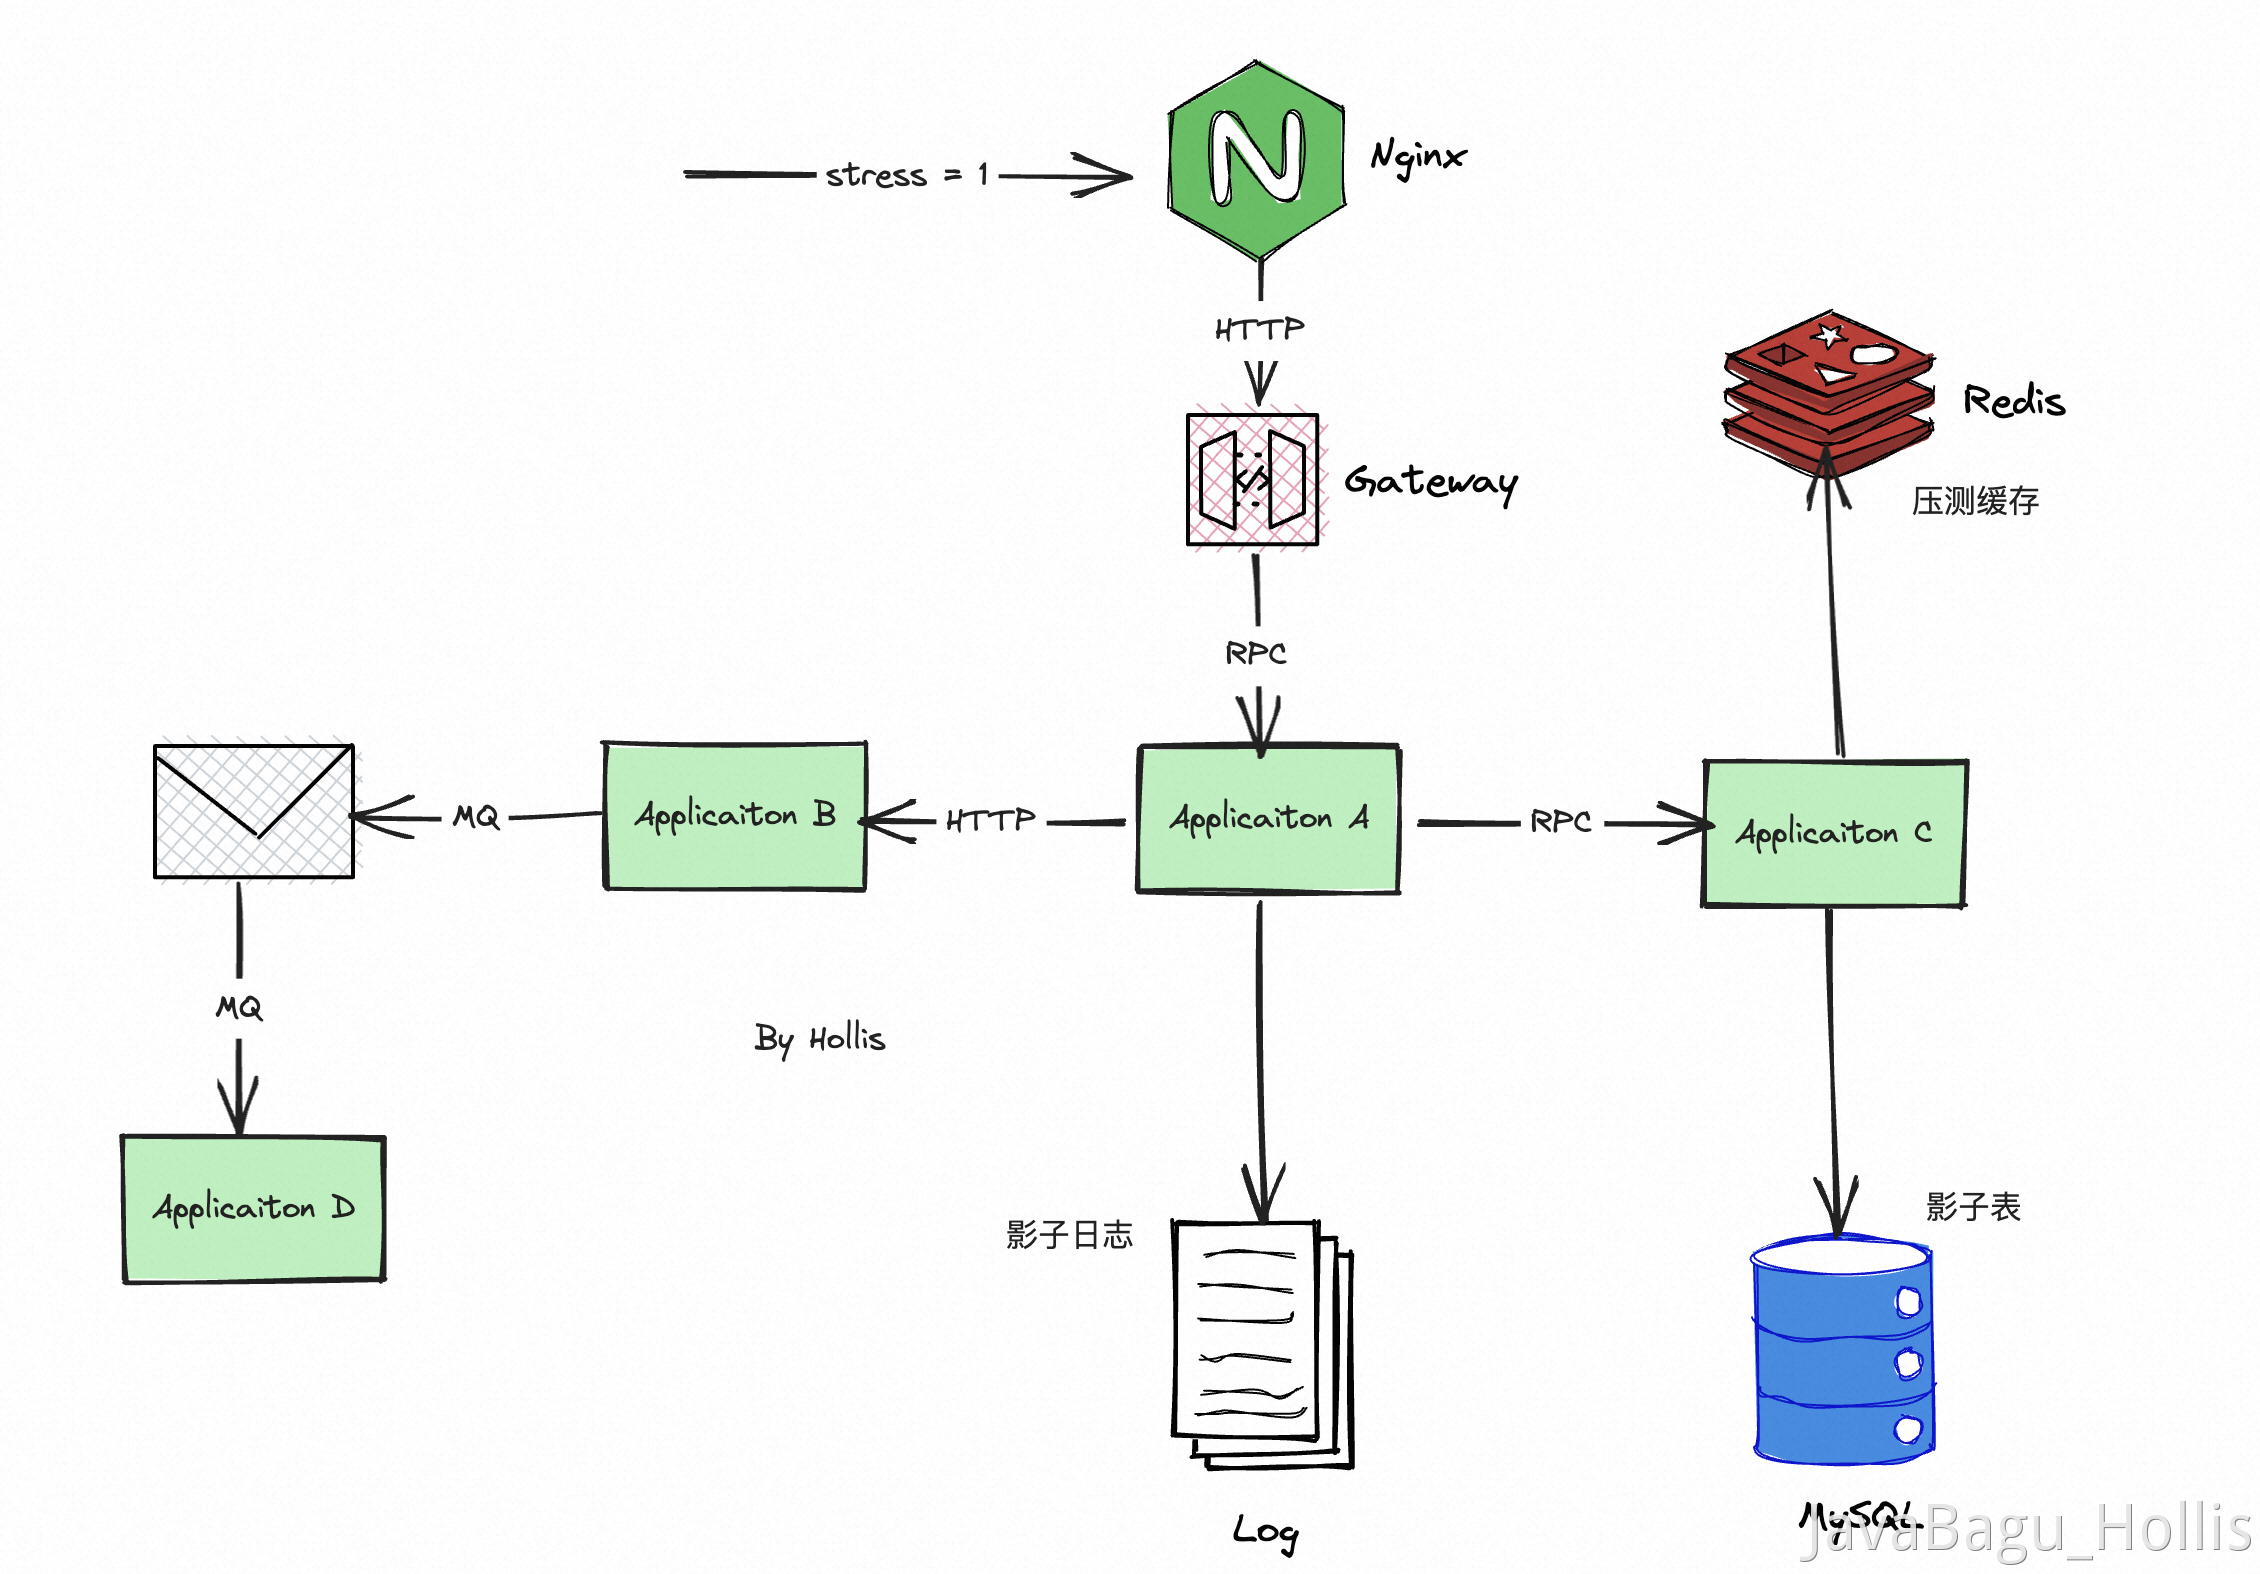 stress = 1
Nginx
HTTP
Redis
Gateway
压测缓存
RPC
MQ
Applicaiton B
HTTP
Applicaiton A
RPC
Applicaiton C
MQ
By Hollis
Applicaiton D
影子日志
影子表
Log
MySQL
JavaBagu_Hollis